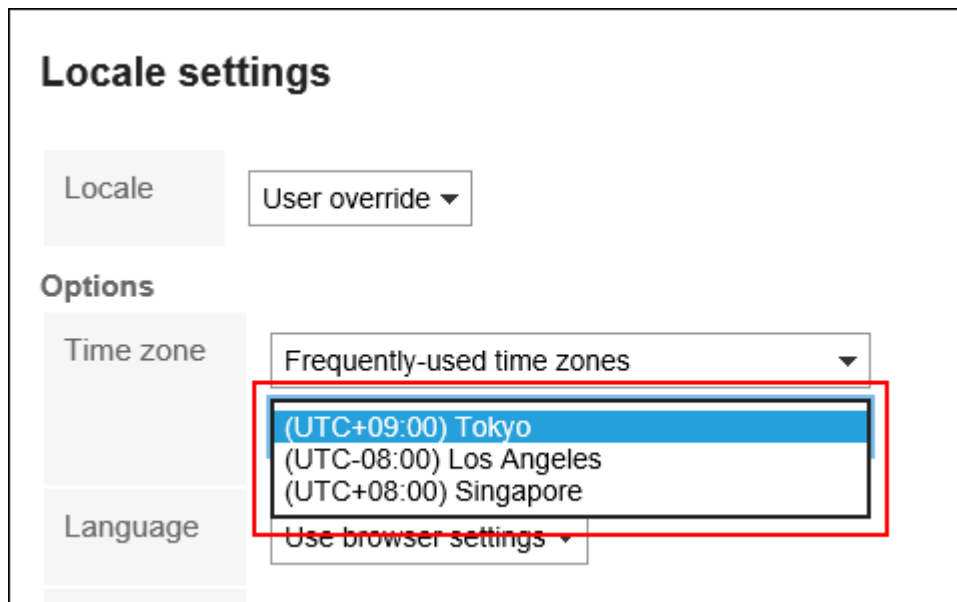 Locale settings
Locale
User override
Options
Time zone
Frequently-used time zones
(UTC+09:00) Tokyo
(UTC-08:00) Los Angeles
(UTC+08:00) Singapore
Language
Use browser settings